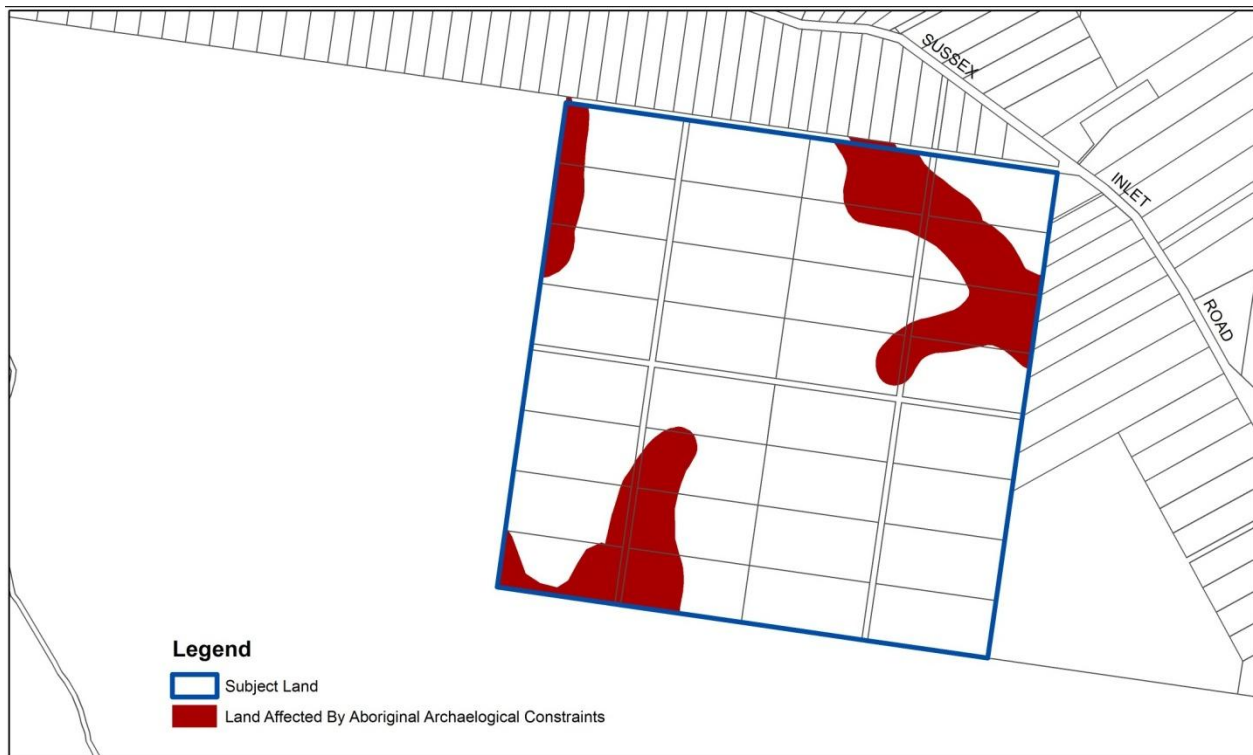 SUSSEX
INLET
ROAD
Legend
Subject Land
Land Affected By Aboriginal Archaelogical Constraints